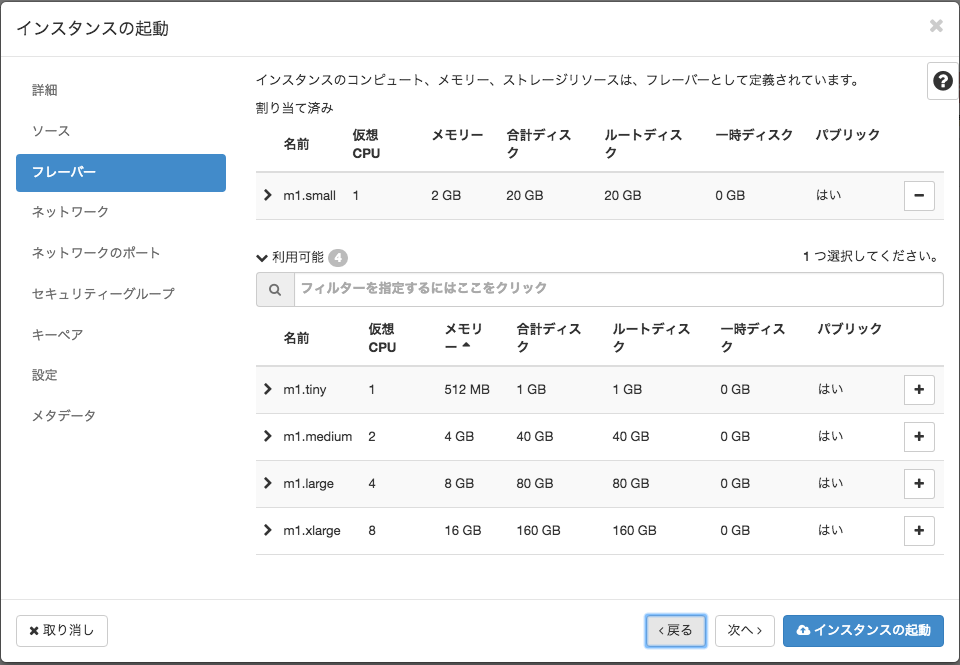 インスタンスの起動
詳細
ソース
フレーバー
ネットワーク
ネットワークのポート
セキュリティーグループ
キーペア
設定
メタデータ
インスタンスのコンピュート、メモリー、ストレージリソースは、フレーバーとして定義されています。
割り当て済み
名前 仮想 CPU メモリー 合計ディスク ルートディスク 一時ディスク パブリック
m1.small 1 2 GB 20 GB 20 GB 0 GB はい
利用可能 4 1 つ選択してください。
フィルターを指定するにはここをクリック
名前 仮想 CPU メモリー 合計ディスク ルートディスク 一時ディスク パブリック
m1.tiny 1 512 MB 1 GB 1 GB 0 GB はい
m1.medium 2 4 GB 40 GB 40 GB 0 GB はい
m1.large 4 8 GB 80 GB 80 GB 0 GB はい
m1.xlarge 8 16 GB 160 GB 160 GB 0 GB はい
取り消し ‹ 戻る 次へ › インスタンスの起動